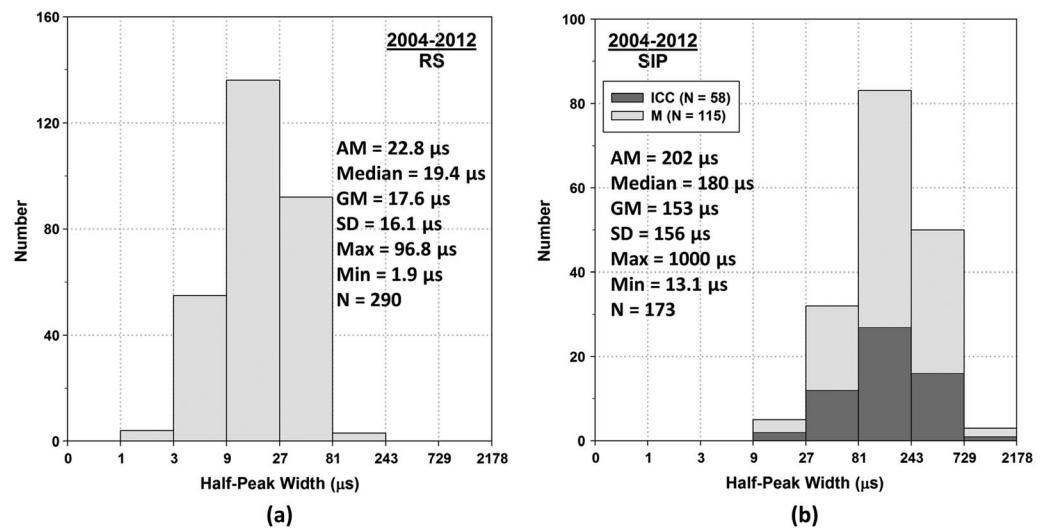 160
120
80
40
0
Number
2004-2012
RS
AM = 22.8 µs
Median = 19.4 µs
GM = 17.6 µs
SD = 16.1 µs
Max = 96.8 µs
Min = 1.9 µs
N = 290
0 1 3 9 27 81 243 729 2178
Half-Peak Width (µs)
(a)
100
80
60
40
20
0
Number
2004-2012
SIP
ICC (N = 58)
M (N = 115)
AM = 202 µs
Median = 180 µs
GM = 153 µs
SD = 156 µs
Max = 1000 µs
Min = 13.1 µs
N = 173
0 1 3 9 27 81 243 729 2178
Half-Peak Width (µs)
(b)